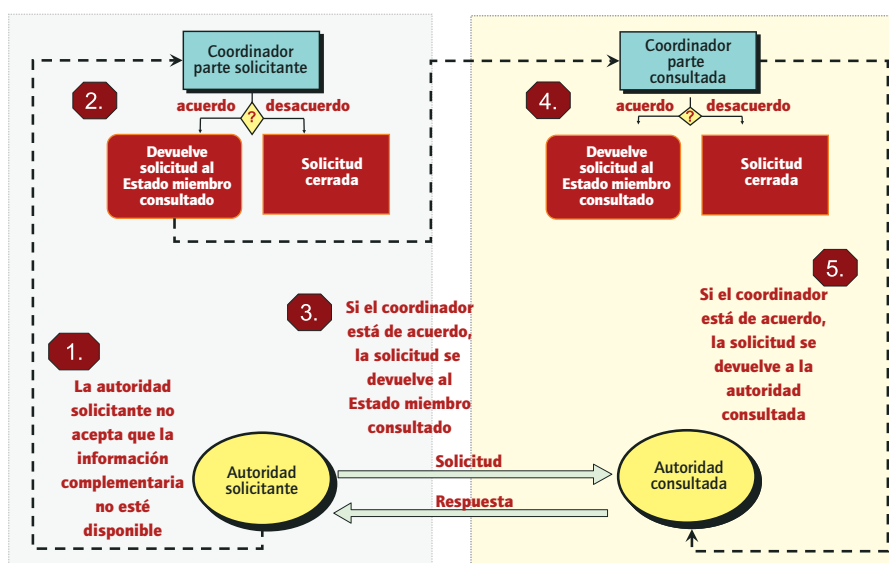 Coordinador
parte solicitante
2.
acuerdo
desacuerdo
?
Devuelve
solicitud al
Estado miembro
consultado
Solicitud
cerrada
Coordinador
parte
consultada
4.
acuerdo
desacuerdo
?
Devuelve
solicitud al
Estado miembro
consultado
Solicitud
cerrada
3.
Si el coordinador
está de acuerdo,
la solicitud se
devuelve al
Estado miembro
consultado
5.
Si el coordinador
está de acuerdo,
la solicitud se
devuelve a la
autoridad
consultada
1.
La autoridad
solicitante no
acepta que la
información
complementaria
no esté
disponible
Autoridad
solicitante
Solicitud
Respuesta
Autoridad
consultada